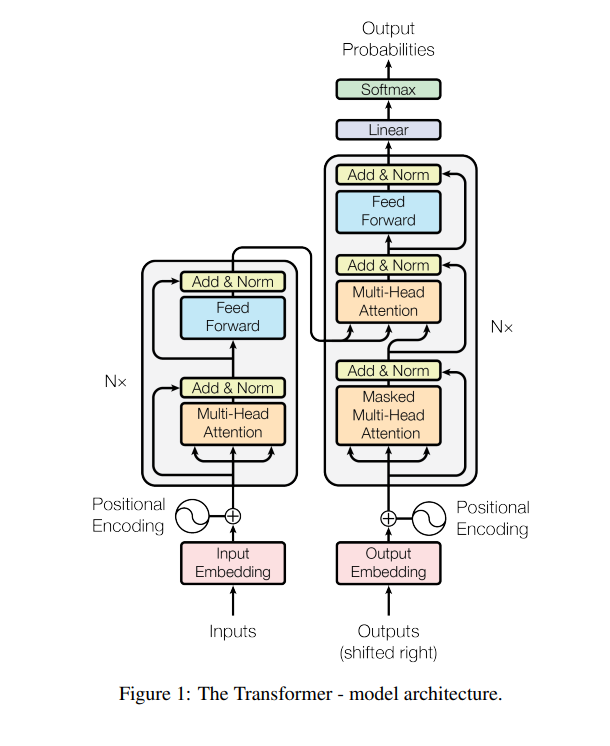 Output
Probabilities
Softmax
Linear
Add & Norm
Feed
Forward
Add & Norm
Multi-Head
Attention
Add & Norm
Masked
Multi-Head
Attention
N×
Add & Norm
Feed
Forward
N×
Add & Norm
Multi-Head
Attention
Positional
Encoding
Positional
Encoding
Input
Embedding
Output
Embedding
Inputs
Outputs
(shifted right)
Figure 1: The Transformer - model architecture.